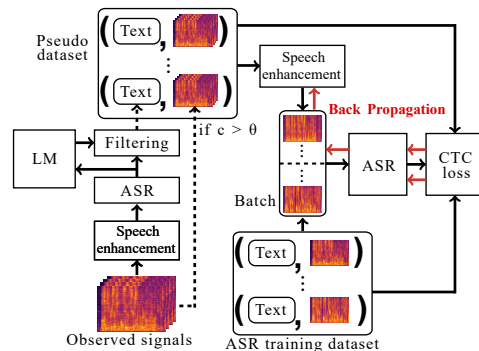 Pseudo
dataset
( Text ,
)
( Text ,
)
Speech
enhancement
Back Propagation
if c > θ
LM
Filtering
ASR
Speech
enhancement
Observed signals
Batch
ASR
CTC
loss
( Text ,
)
( Text ,
)
ASR training dataset